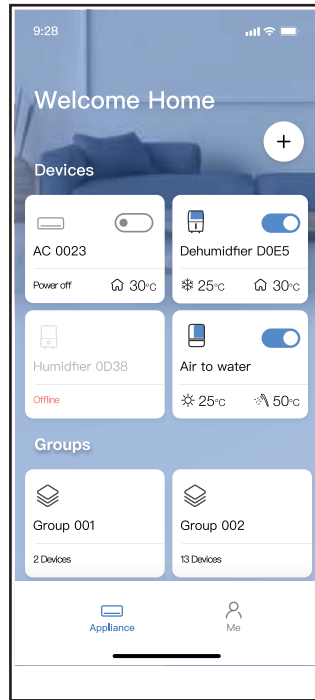 9:28
Welcome Home
+
Devices
AC 0023
Power off 30°C
Dehumidfier D0E5
25°C 30°C
Humidfier 0D38
Offline
Air to water
25°C 50°C
Groups
Group 001
2 Devices
Group 002
13 Devices
Appliance
Me